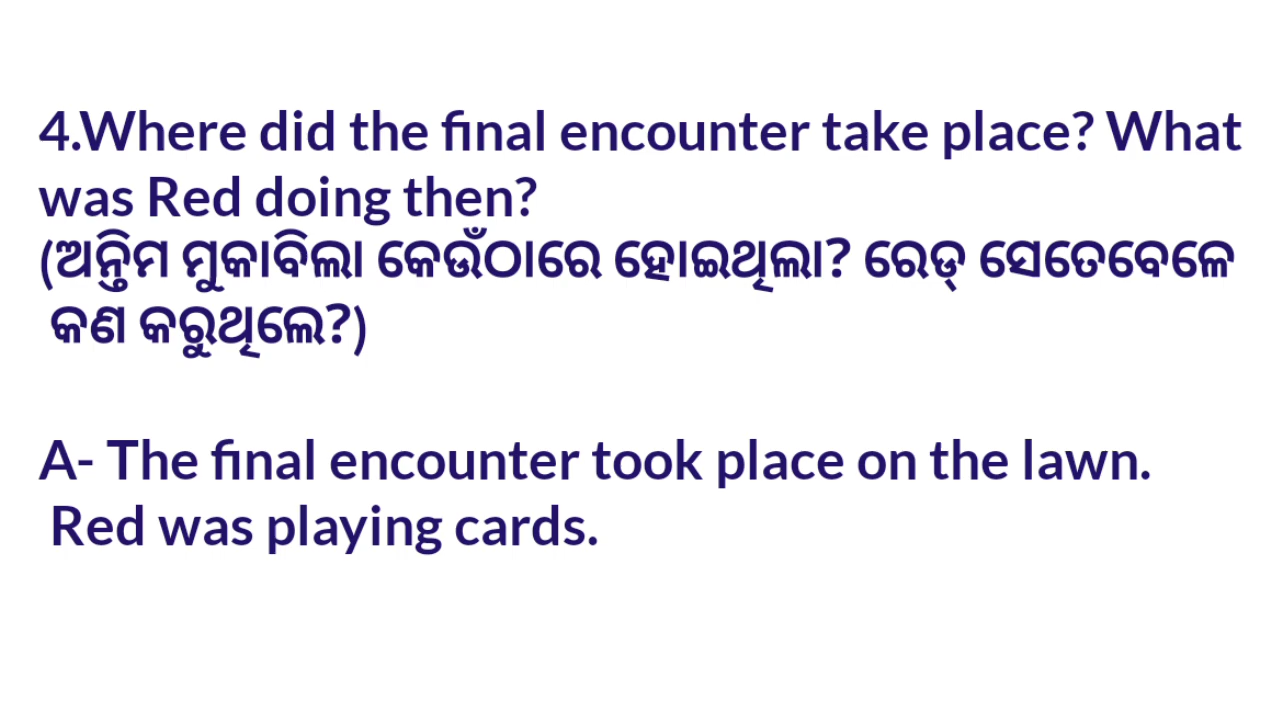 4.Where did the final encounter take place? What
was Red doing then?
(ଅନ୍ତିମ ମୁକାବିଲା କେଉଁଠାରେ ହୋଇଥିଲା? ରେଡ୍ ସେତେବେଳେ
କଣ କରୁଥିଲେ?)
A- The final encounter took place on the lawn.
Red was playing cards.